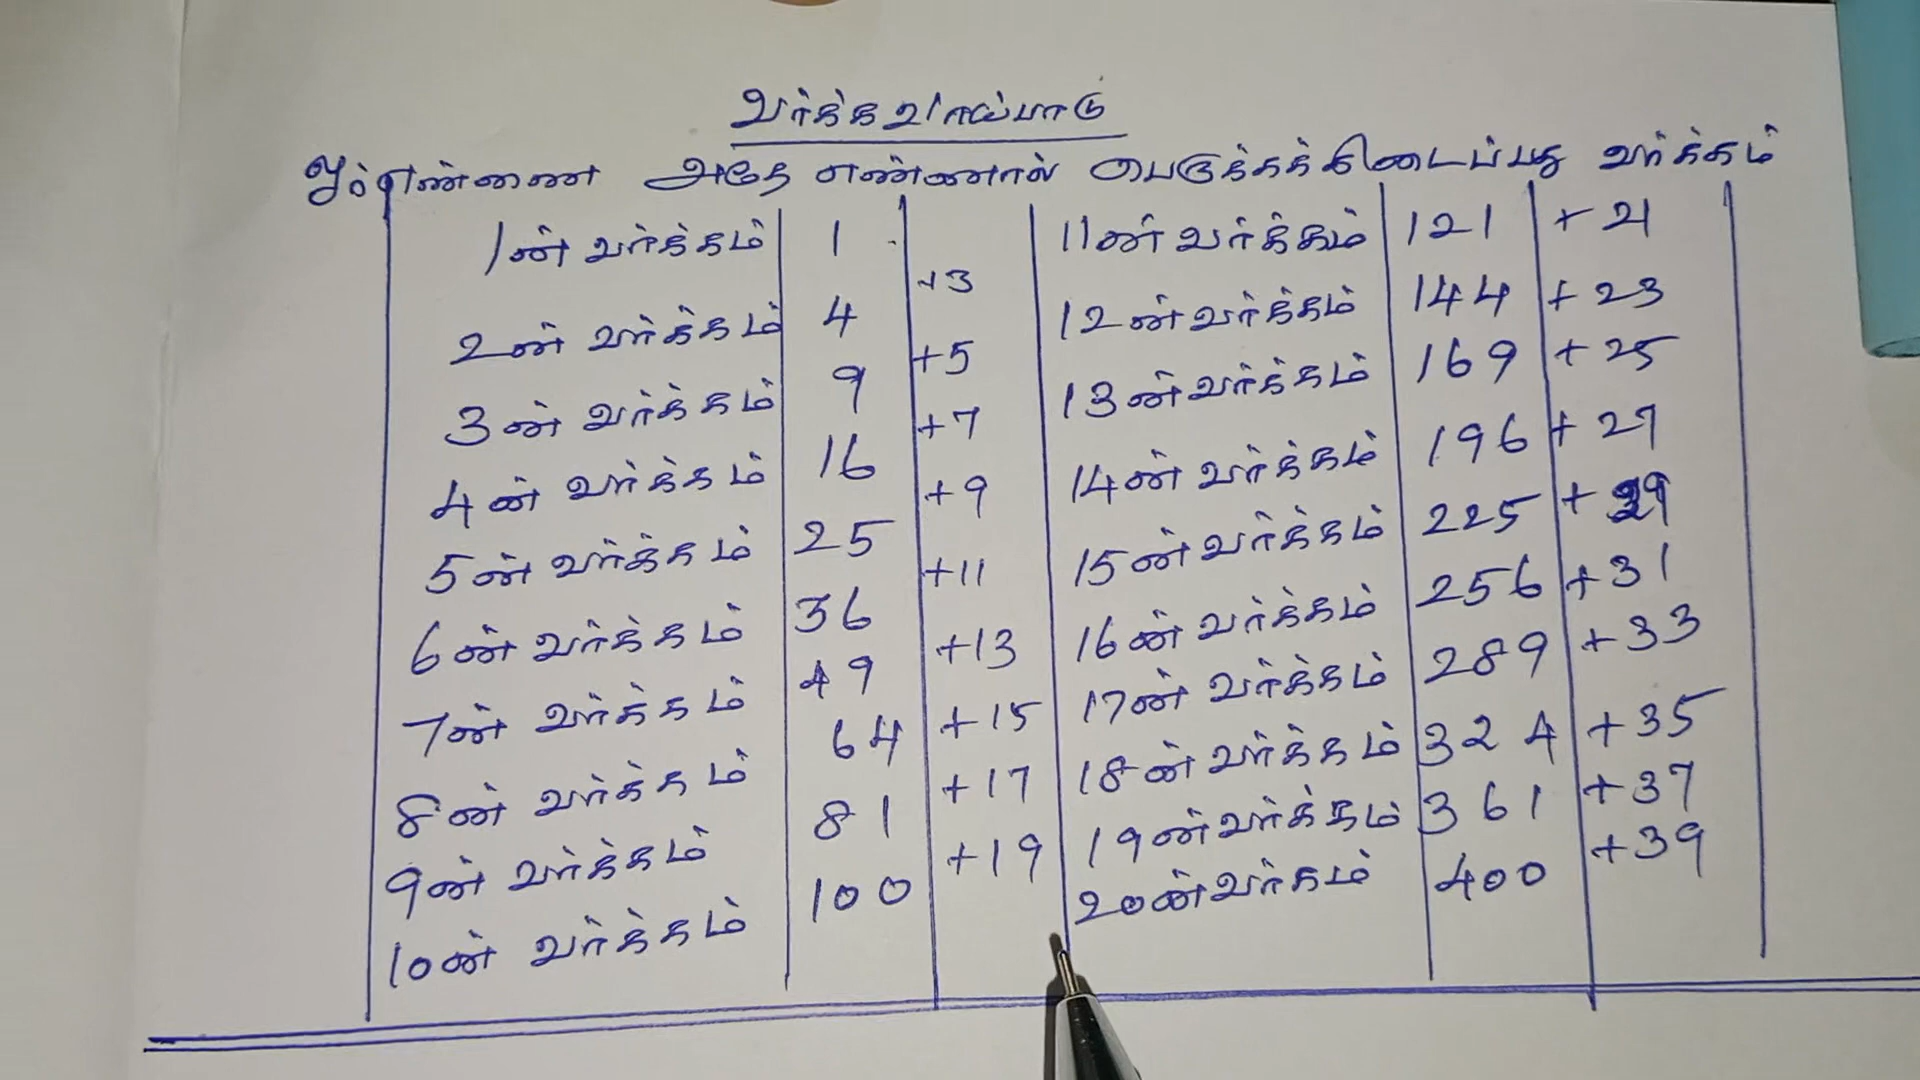 வர்க்க வாய்பாடு
ஓர் எண்ணை அதே எண்ணால் பெருக்கக்கிடைப்பது வர்க்கம்
1ன் வர்க்கம் 1
+3
2ன் வர்க்கம் 4
+5
3ன் வர்க்கம் 9
+7
4ன் வர்க்கம் 16
+9
5ன் வர்க்கம் 25
+11
6ன் வர்க்கம் 36
+13
7ன் வர்க்கம் 49
+15
8ன் வர்க்கம் 64
+17
9ன் வர்க்கம் 81
+19
10ன் வர்க்கம் 100
11ன் வர்க்கம் 121 + 21
12ன் வர்க்கம் 144 + 23
13ன் வர்க்கம் 169 + 25
14ன் வர்க்கம் 196 + 27
15ன் வர்க்கம் 225 + 29
16ன் வர்க்கம் 256 + 31
17ன் வர்க்கம் 289 + 33
18ன் வர்க்கம் 324 + 35
19ன் வர்க்கம் 361 + 37
20ன் வர்கம் 400 + 39